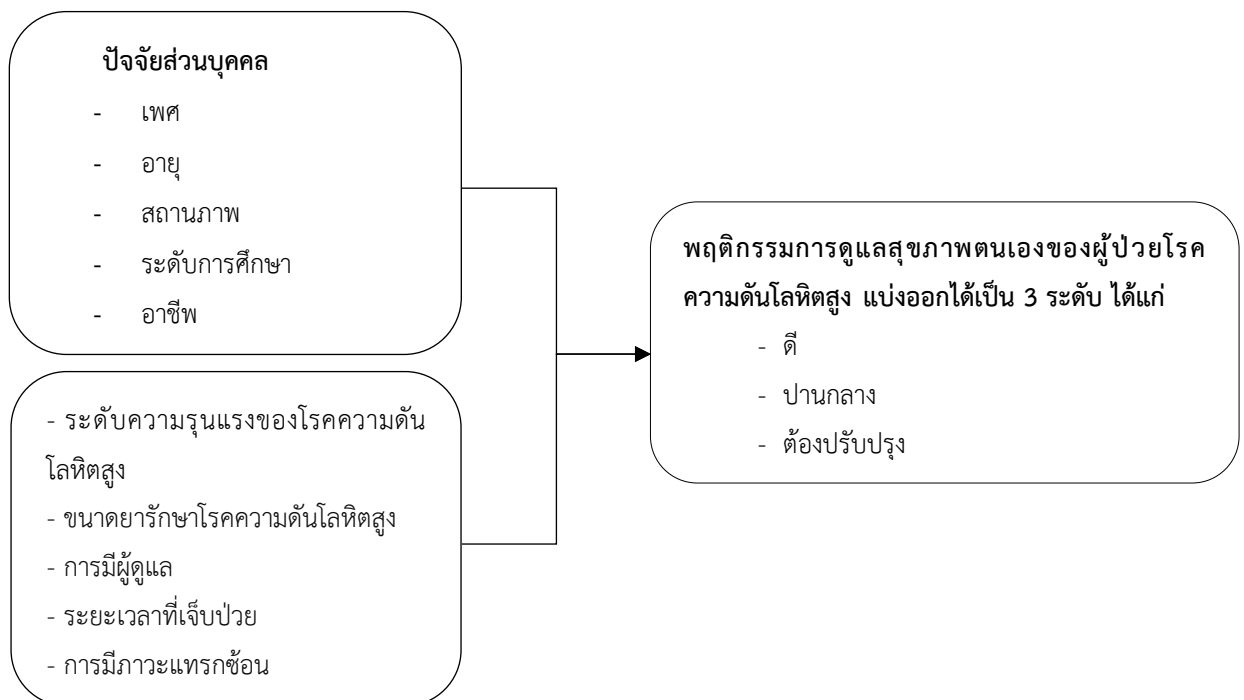 ปัจจัยส่วนบุคคล
- เพศ
- อายุ
- สถานภาพ
- ระดับการศึกษา
- อาชีพ
- ระดับความรุนแรงของโรคความดัน
โลหิตสูง
- ขนาดยารักษาโรคความดันโลหิตสูง
- การมีผู้ดูแล
- ระยะเวลาที่เจ็บป่วย
- การมีภาวะแทรกซ้อน
พฤติกรรมการดูแลสุขภาพตนเองของผู้ป่วยโรค
ความดันโลหิตสูง แบ่งออกได้เป็น 3 ระดับ ได้แก่
- ดี
- ปานกลาง
- ต้องปรับปรุง